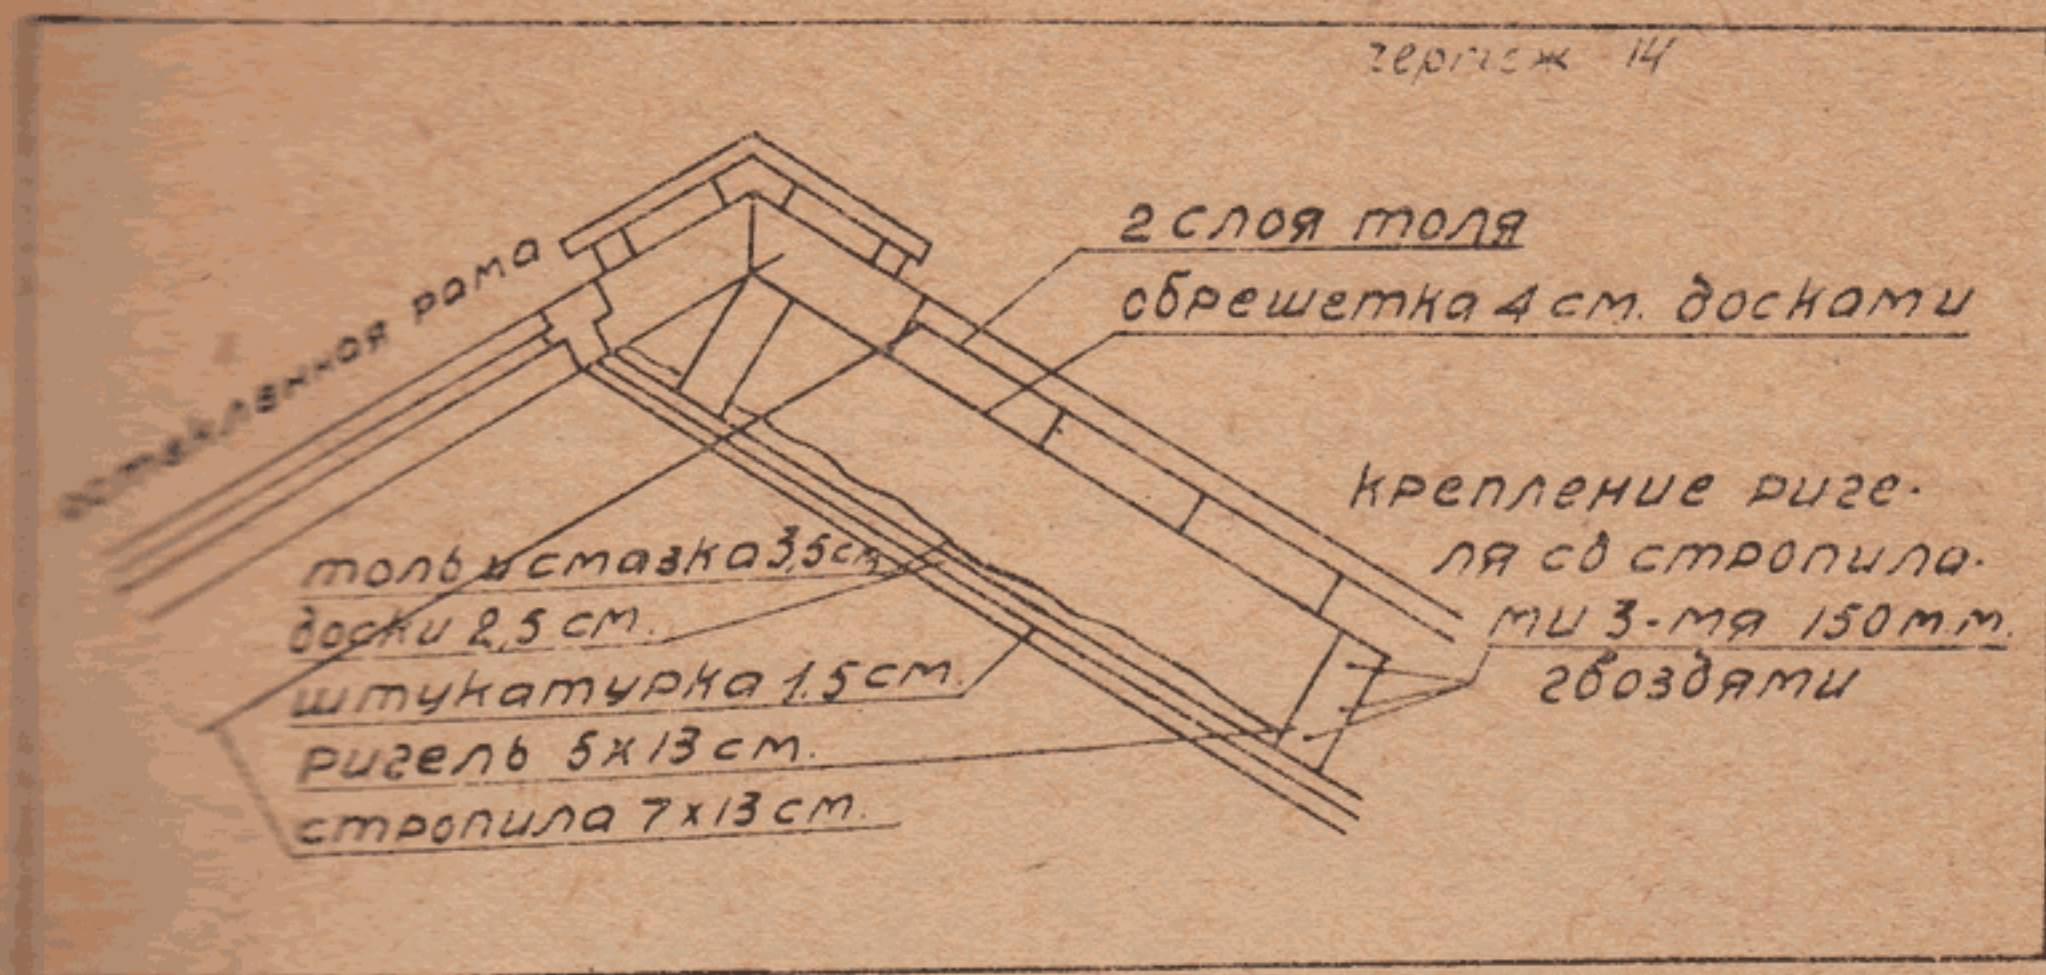 чертеж 14
остекленная рама
2 слоя толя
обрешетка 4 см. досками
крепление риге-
ля со стропила-
ми 3-мя 150 м.м.
гвоздями
толь и смазка 3,5 см
доски 2,5 см.
штукатурка 1.5 см.
ригель 5х13 см.
стропила 7х13 см.